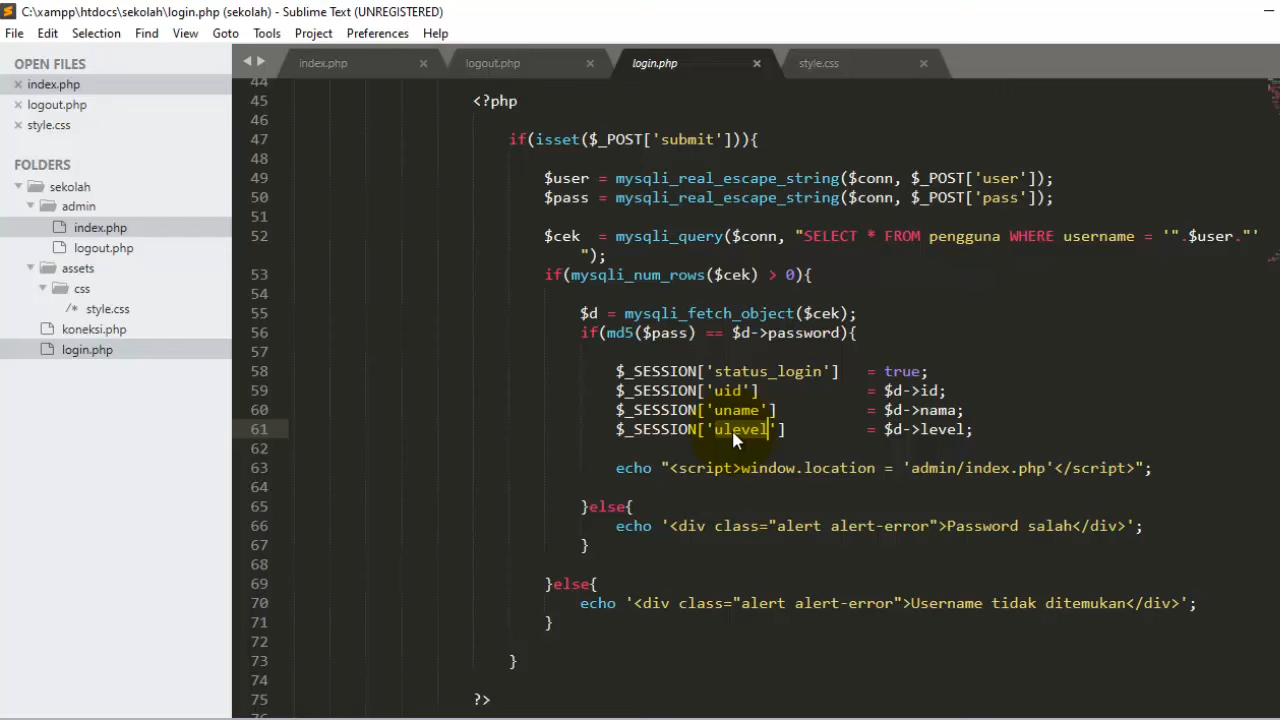 C:\xampp\htdocs\sekolah\login.php (sekolah) - Sublime Text (UNREGISTERED)
File Edit Selection Find View Goto Tools Project Preferences Help
OPEN FILES
index.php
logout.php
style.css
FOLDERS
sekolah
admin
index.php
logout.php
assets
css
/* style.css
koneksi.php
login.php
index.php logout.php login.php style.css
44
45 <?php
46
47 if(isset($_POST['submit'])){
48
49 $user = mysqli_real_escape_string($conn, $_POST['user']);
50 $pass = mysqli_real_escape_string($conn, $_POST['pass']);
51
52 $cek  = mysqli_query($conn, "SELECT * FROM pengguna WHERE username = '".$user."'
");
53 if(mysqli_num_rows($cek) > 0){
54
55 $d = mysqli_fetch_object($cek);
56 if(md5($pass) == $d->password){
57
58 $_SESSION['status_login']   = true;
59 $_SESSION['uid']            = $d->id;
60 $_SESSION['uname']          = $d->nama;
61 $_SESSION['ulevel']         = $d->level;
62
63 echo "<script>window.location = 'admin/index.php'</script>";
64
65 }else{
66 echo '<div class="alert alert-error">Password salah</div>';
67 }
68
69 }else{
70 echo '<div class="alert alert-error">Username tidak ditemukan</div>';
71 }
72
73 }
74
75 ?>